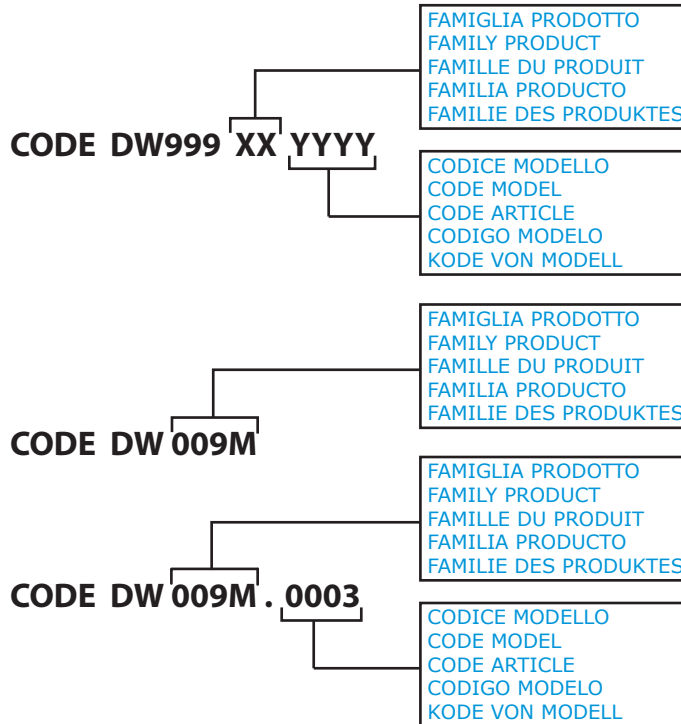 FAMIGLIA PRODOTTO
FAMILY PRODUCT
FAMILLE DU PRODUIT
FAMILIA PRODUCTO
FAMILIE DES PRODUKTES
CODE DW999 XX YYYY
CODICE MODELLO
CODE MODEL
CODE ARTICLE
CODIGO MODELO
KODE VON MODELL
FAMIGLIA PRODOTTO
FAMILY PRODUCT
FAMILLE DU PRODUIT
FAMILIA PRODUCTO
FAMILIE DES PRODUKTES
CODE DW 009M
FAMIGLIA PRODOTTO
FAMILY PRODUCT
FAMILLE DU PRODUIT
FAMILIA PRODUCTO
FAMILIE DES PRODUKTES
CODE DW 009M . 0003
CODICE MODELLO
CODE MODEL
CODE ARTICLE
CODIGO MODELO
KODE VON MODELL